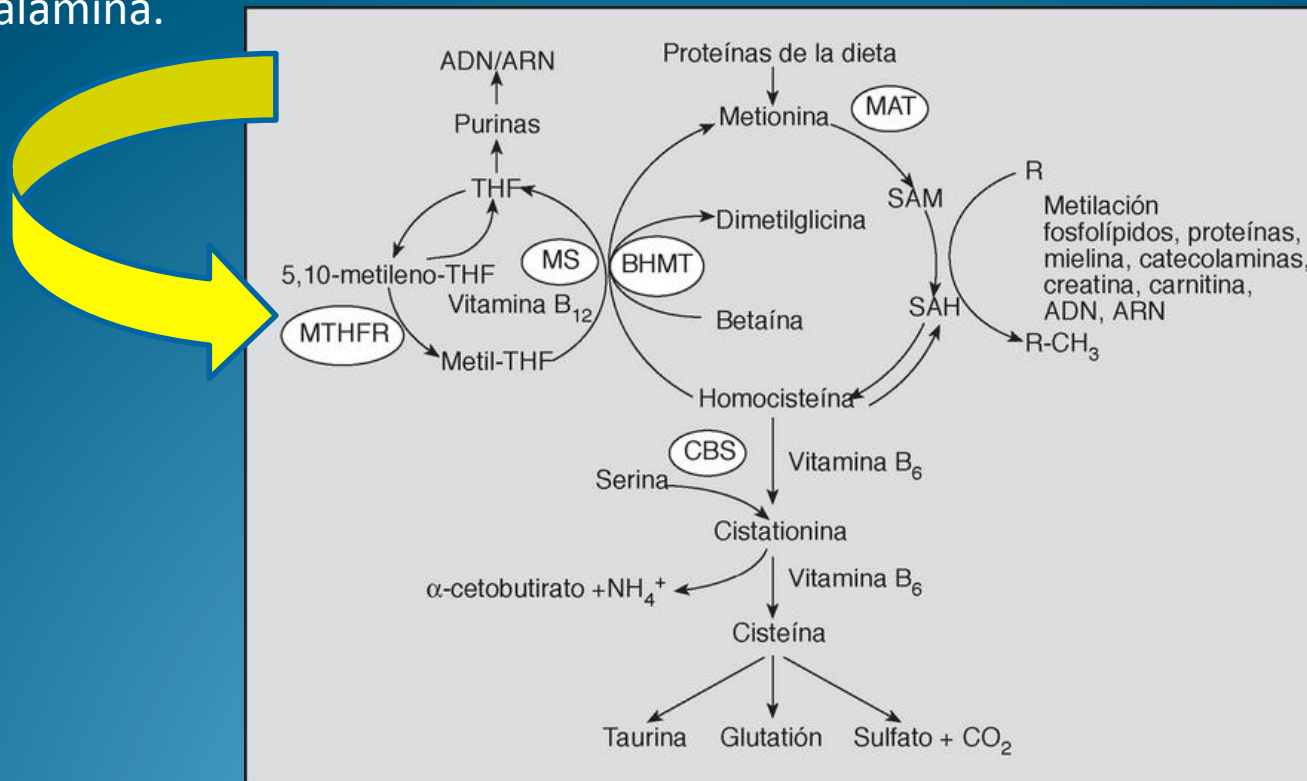 alamina.
ADN/ARN
Purinas
THF
5,10-metileno-THF
MS
Vitamina B12
MTHFR
Metil-THF
Proteínas de la dieta
Metionina
MAT
SAM
Dimetilglicina
BHMT
Betaína
SAH
Homocisteína
R
Metilación
fosfolípidos, proteínas,
mielina, catecolaminas,
creatina, carnitina,
ADN, ARN
R-CH3
CBS
Vitamina B6
Serina
Cistationina
α-cetobutirato +NH4+
Vitamina B6
Cisteína
Taurina
Glutatión
Sulfato + CO2